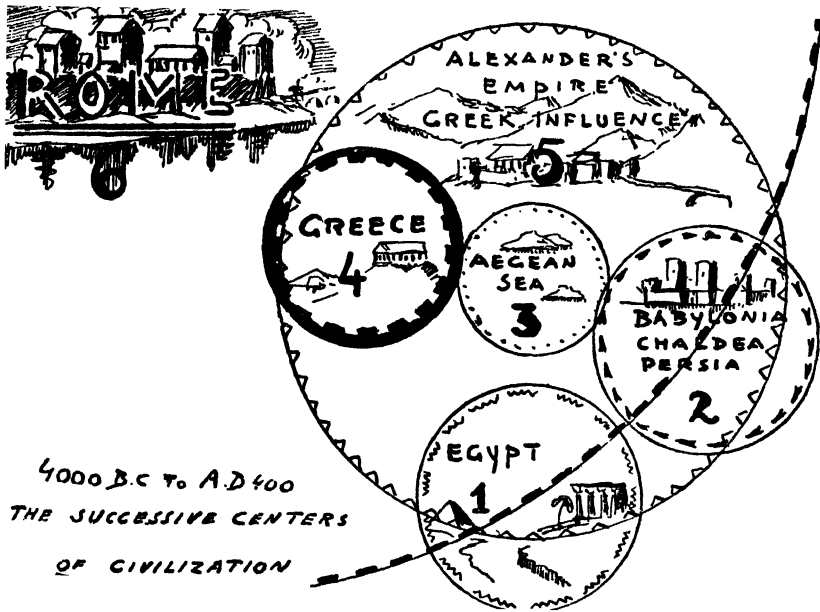 ROME
6
ALEXANDER'S
EMPIRE
GREEK INFLUENCE
5
GREECE
4
AEGEAN
SEA
3
BABYLONIA
CHALDEA
PERSIA
2
EGYPT
1
4000 B.C TO A.D 400
THE SUCCESSIVE CENTERS
OF CIVILIZATION